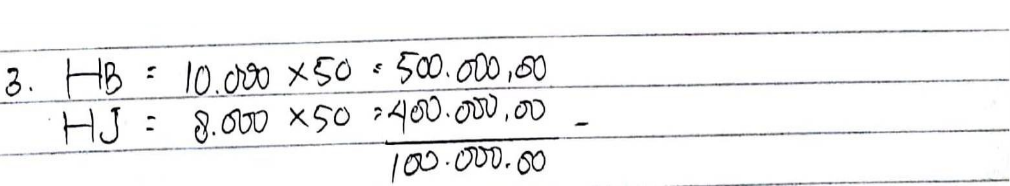 3. HB = 10.000 × 50 = 500.000,00
HJ = 8.000 × 50 = 400.000,00 -
100.000.00